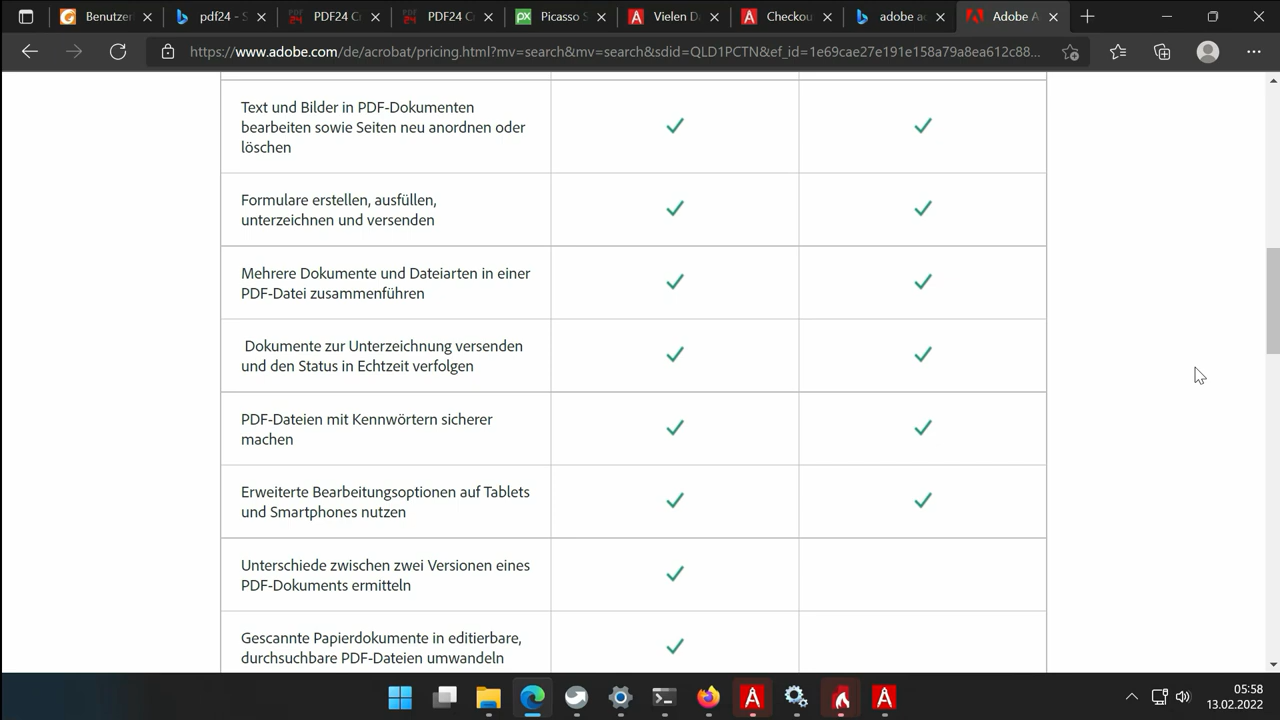 Benutzer
pdf24 - S
PDF24 C
PDF24 C
Picasso S
Vielen D
Checkou
adobe ac
Adobe A
https://www.adobe.com/de/acrobat/pricing.html?mv=search&mv=search&sdid=QLD1PCTN&ef_id=1e69cae27e191e158a79a8ea612c88...
Text und Bilder in PDF-Dokumenten
bearbeiten sowie Seiten neu anordnen oder
löschen
Formulare erstellen, ausfüllen,
unterzeichnen und versenden
Mehrere Dokumente und Dateiarten in einer
PDF-Datei zusammenführen
Dokumente zur Unterzeichnung versenden
und den Status in Echtzeit verfolgen
PDF-Dateien mit Kennwörtern sicherer
machen
Erweiterte Bearbeitungsoptionen auf Tablets
und Smartphones nutzen
Unterschiede zwischen zwei Versionen eines
PDF-Dokuments ermitteln
Gescannte Papierdokumente in editierbare,
durchsuchbare PDF-Dateien umwandeln
05:58
13.02.2022